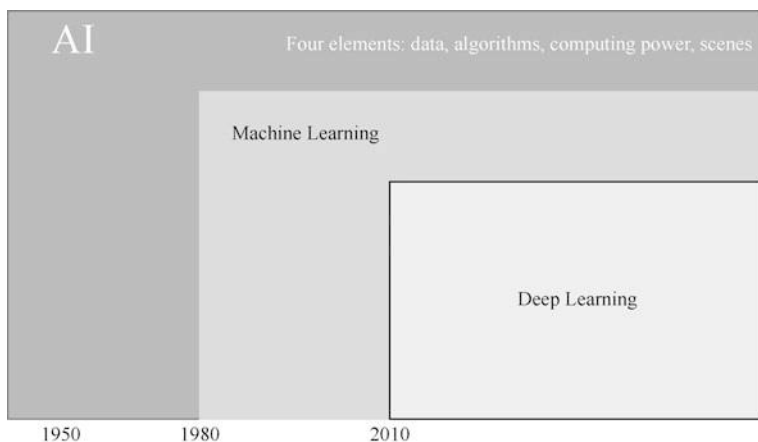 AI
Four elements: data, algorithms, computing power, scenes
Machine Learning
Deep Learning
1950
1980
2010